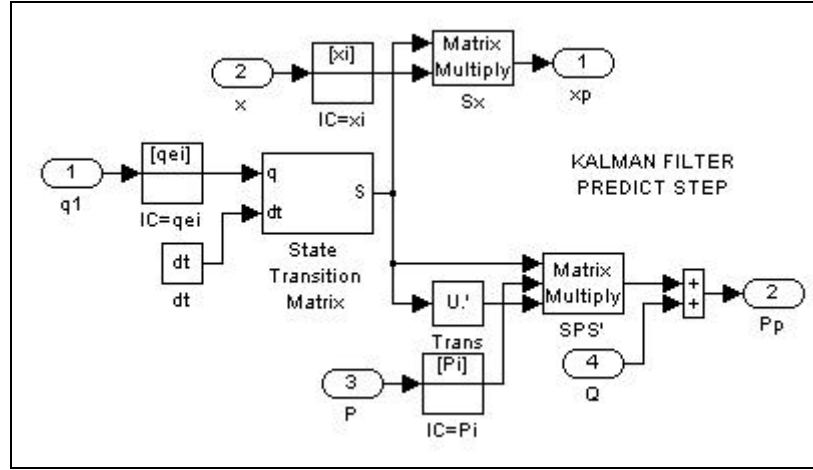 [xi]
2
x
IC=xi
Matrix
Multiply
Sx
1
xp
[qei]
1
q1
IC=qei
q
dt
S
State
Transition
Matrix
dt
dt
KALMAN FILTER
PREDICT STEP
U.'
Trans
Matrix
Multiply
SPS'
+
+
2
Pp
[Pi]
3
P
IC=Pi
4
Q